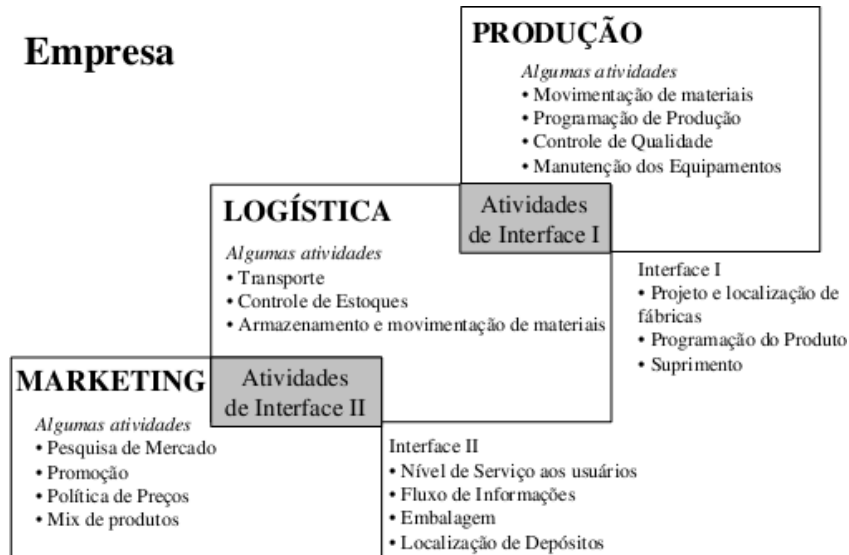 Empresa
PRODUÇÃO
Algumas atividades
• Movimentação de materiais
• Programação de Produção
• Controle de Qualidade
• Manutenção dos Equipamentos
Atividades
de Interface I
LOGÍSTICA
Algumas atividades
• Transporte
• Controle de Estoques
• Armazenamento e movimentação de materiais
Interface I
• Projeto e localização de
fábricas
• Programação do Produto
• Suprimento
MARKETING
Atividades
de Interface II
Algumas atividades
• Pesquisa de Mercado
• Promoção
• Política de Preços
• Mix de produtos
Interface II
• Nível de Serviço aos usuários
• Fluxo de Informações
• Embalagem
• Localização de Depósitos